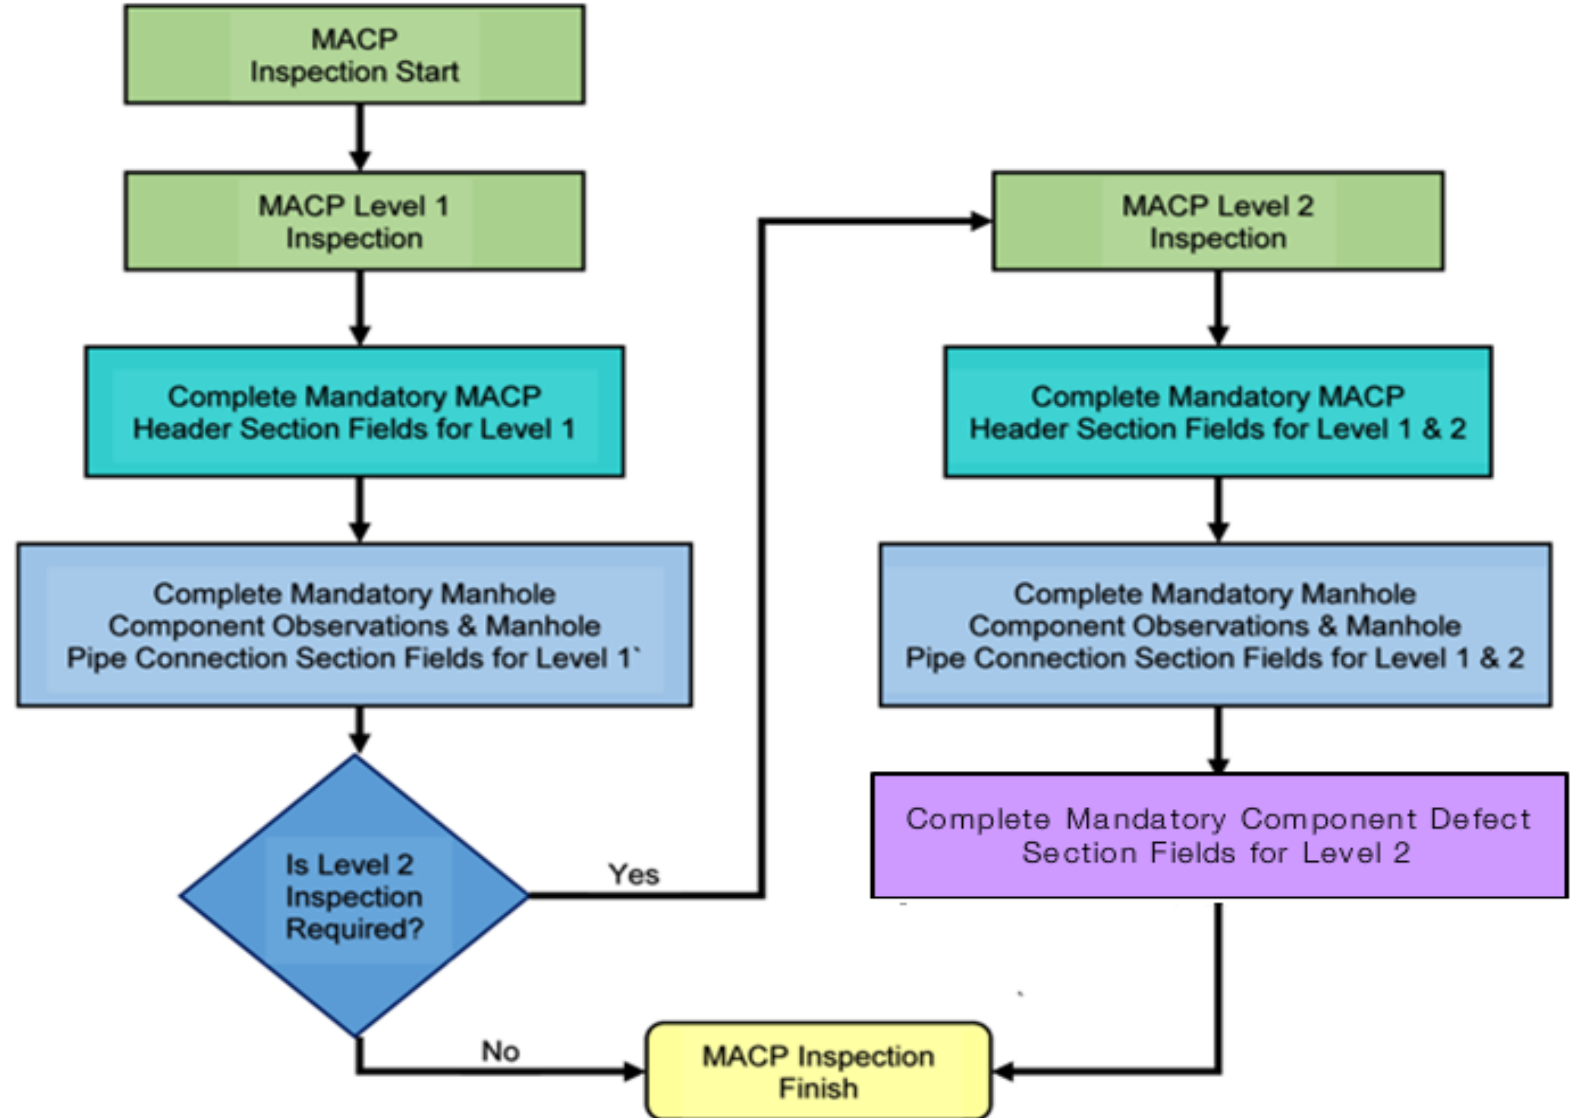 MACP
Inspection Start
MACP Level 1
Inspection
Complete Mandatory MACP
Header Section Fields for Level 1
Complete Mandatory Manhole
Component Observations & Manhole
Pipe Connection Section Fields for Level 1`
Is Level 2
Inspection
Required?
Yes
No
MACP Level 2
Inspection
Complete Mandatory MACP
Header Section Fields for Level 1 & 2
Complete Mandatory Manhole
Component Observations & Manhole
Pipe Connection Section Fields for Level 1 & 2
Complete Mandatory Component Defect
Section Fields for Level 2
MACP Inspection
Finish